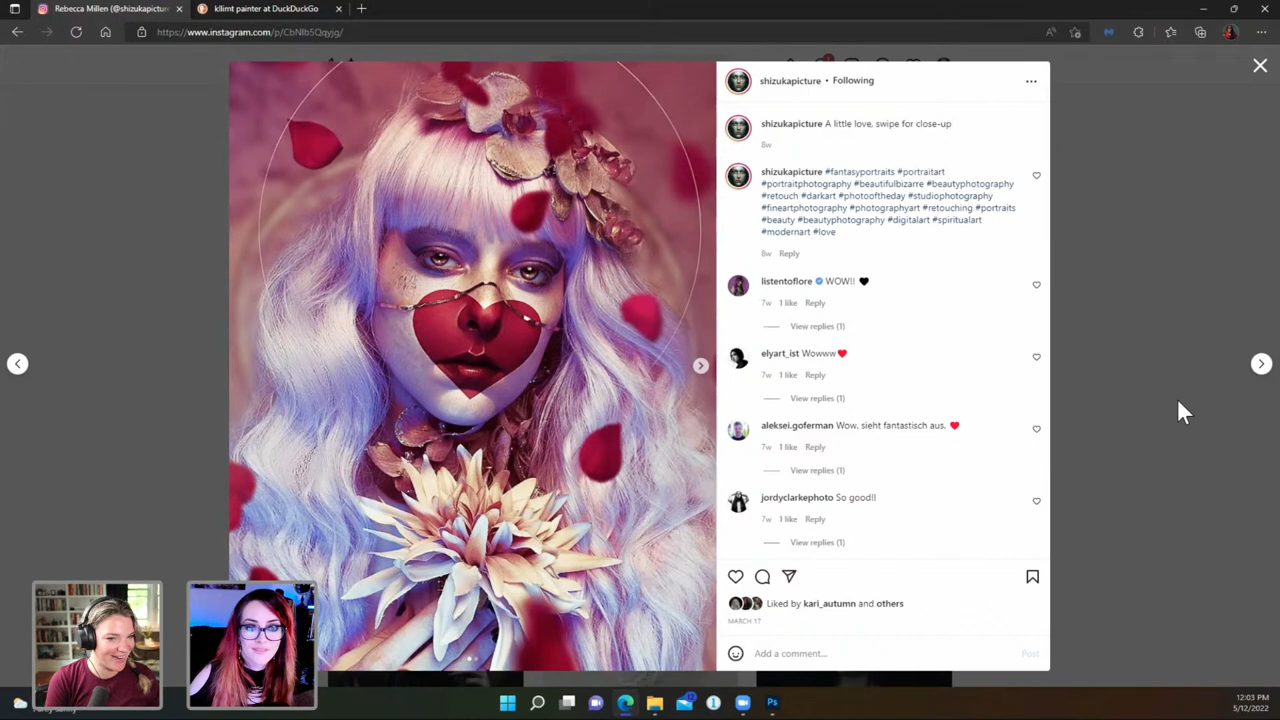 Rebecca Millen (@shizukapictur
kllmt painter at DuckDuckGo
https://www.instagram.com/p/CbNIb5Qqyjg/
shizukapicture • Following
shizukapicture A little love, swipe for close-up
8w
shizukapicture #fantasyportraits #portraitart
#portraitphotography #beautifulbizarre #beautyphotography
#retouch #darkart #photooftheday #studiophotography
#fineartphotography #photographyart #retouching #portraits
#beauty #beautyphotography #digitalart #spiritualart
#modernart #love
8w Reply
listentoflore WOW!! 🖤
7w 1 like Reply
View replies (1)
elyart_ist Wowww❤️
7w 1 like Reply
View replies (1)
aleksei.goferman Wow, sieht fantastisch aus. ❤️
7w 1 like Reply
View replies (1)
jordyclarkephoto So good!!
7w 1 like Reply
View replies (1)
Liked by kari_autumn and others
MARCH 17
Add a comment...
Post
12:03 PM
5/12/2022